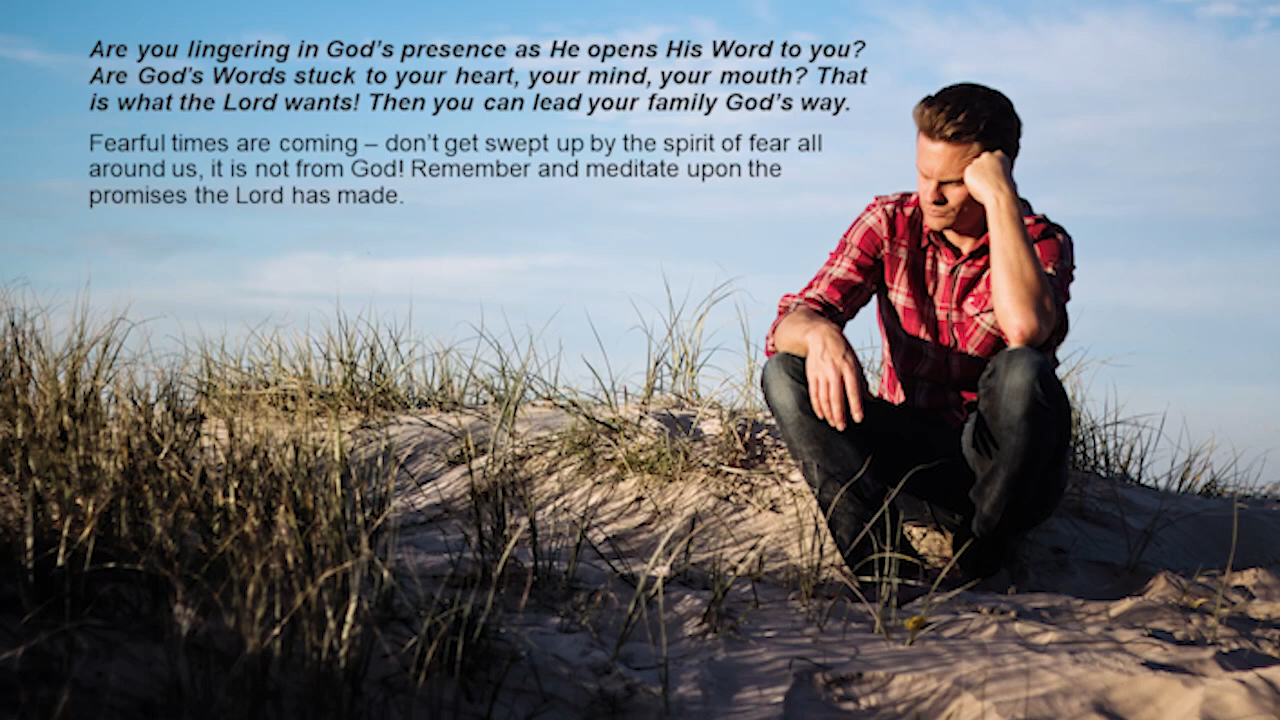 Are you lingering in God's presence as He opens His Word to you?
Are God's Words stuck to your heart, your mind, your mouth? That
is what the Lord wants! Then you can lead your family God's way.
Fearful times are coming – don't get swept up by the spirit of fear all
around us, it is not from God! Remember and meditate upon the
promises the Lord has made.